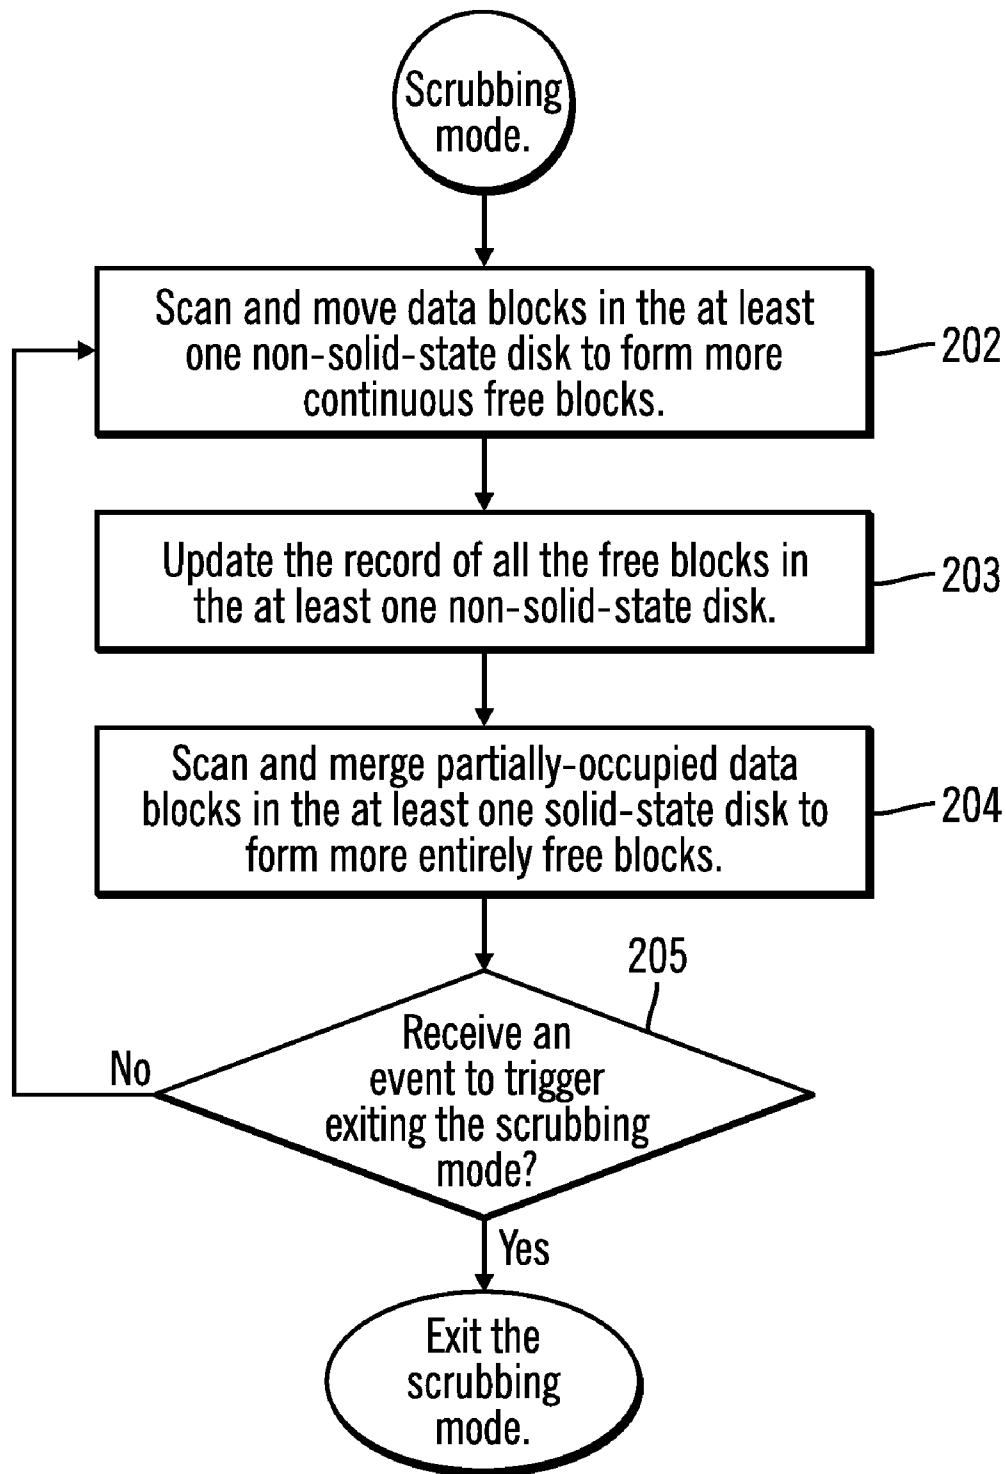 Scrubbing
mode.
Scan and move data blocks in the at least
one non-solid-state disk to form more
continuous free blocks.
202
Update the record of all the free blocks in
the at least one non-solid-state disk.
203
Scan and merge partially-occupied data
blocks in the at least one solid-state disk to
form more entirely free blocks.
204
205
Receive an
event to trigger
exiting the scrubbing
mode?
No
Yes
Exit the
scrubbing
mode.